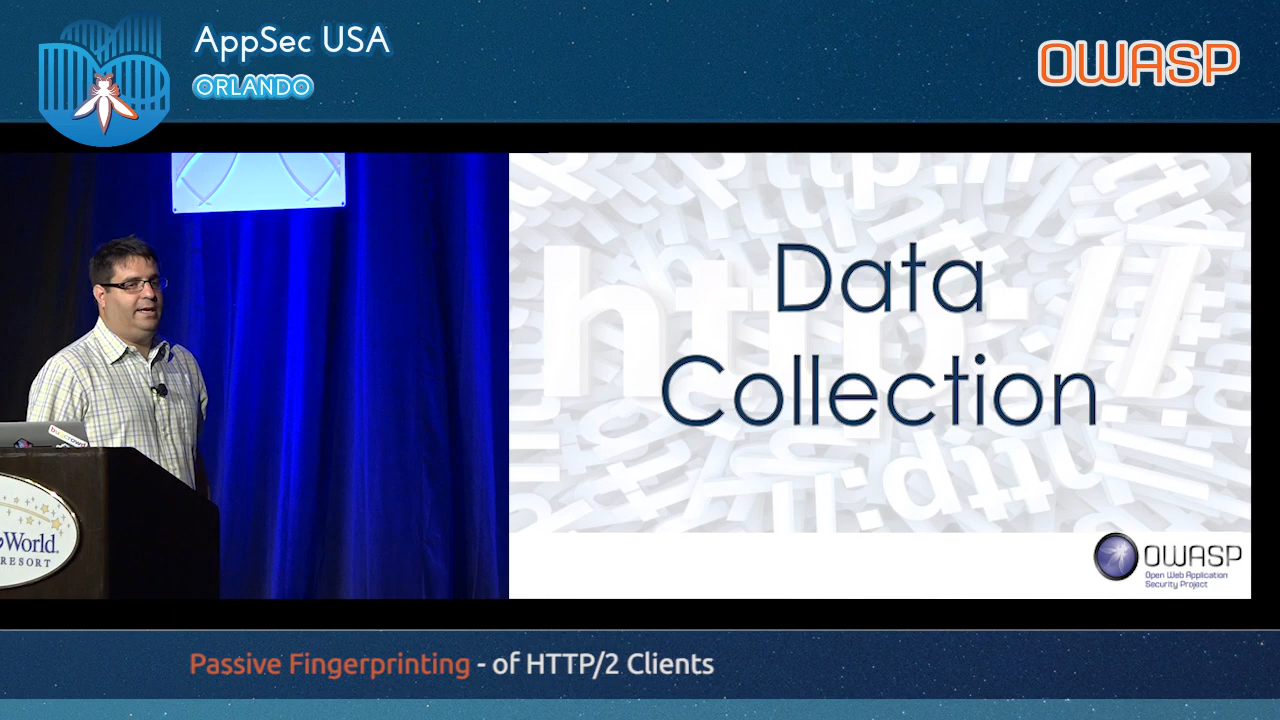 AppSec USA
ORLANDO
OWASP
Data
Collection
http://
World.
RESORT
OWASP
Open Web Application
Security Project
Passive Fingerprinting - of HTTP/2 Clients